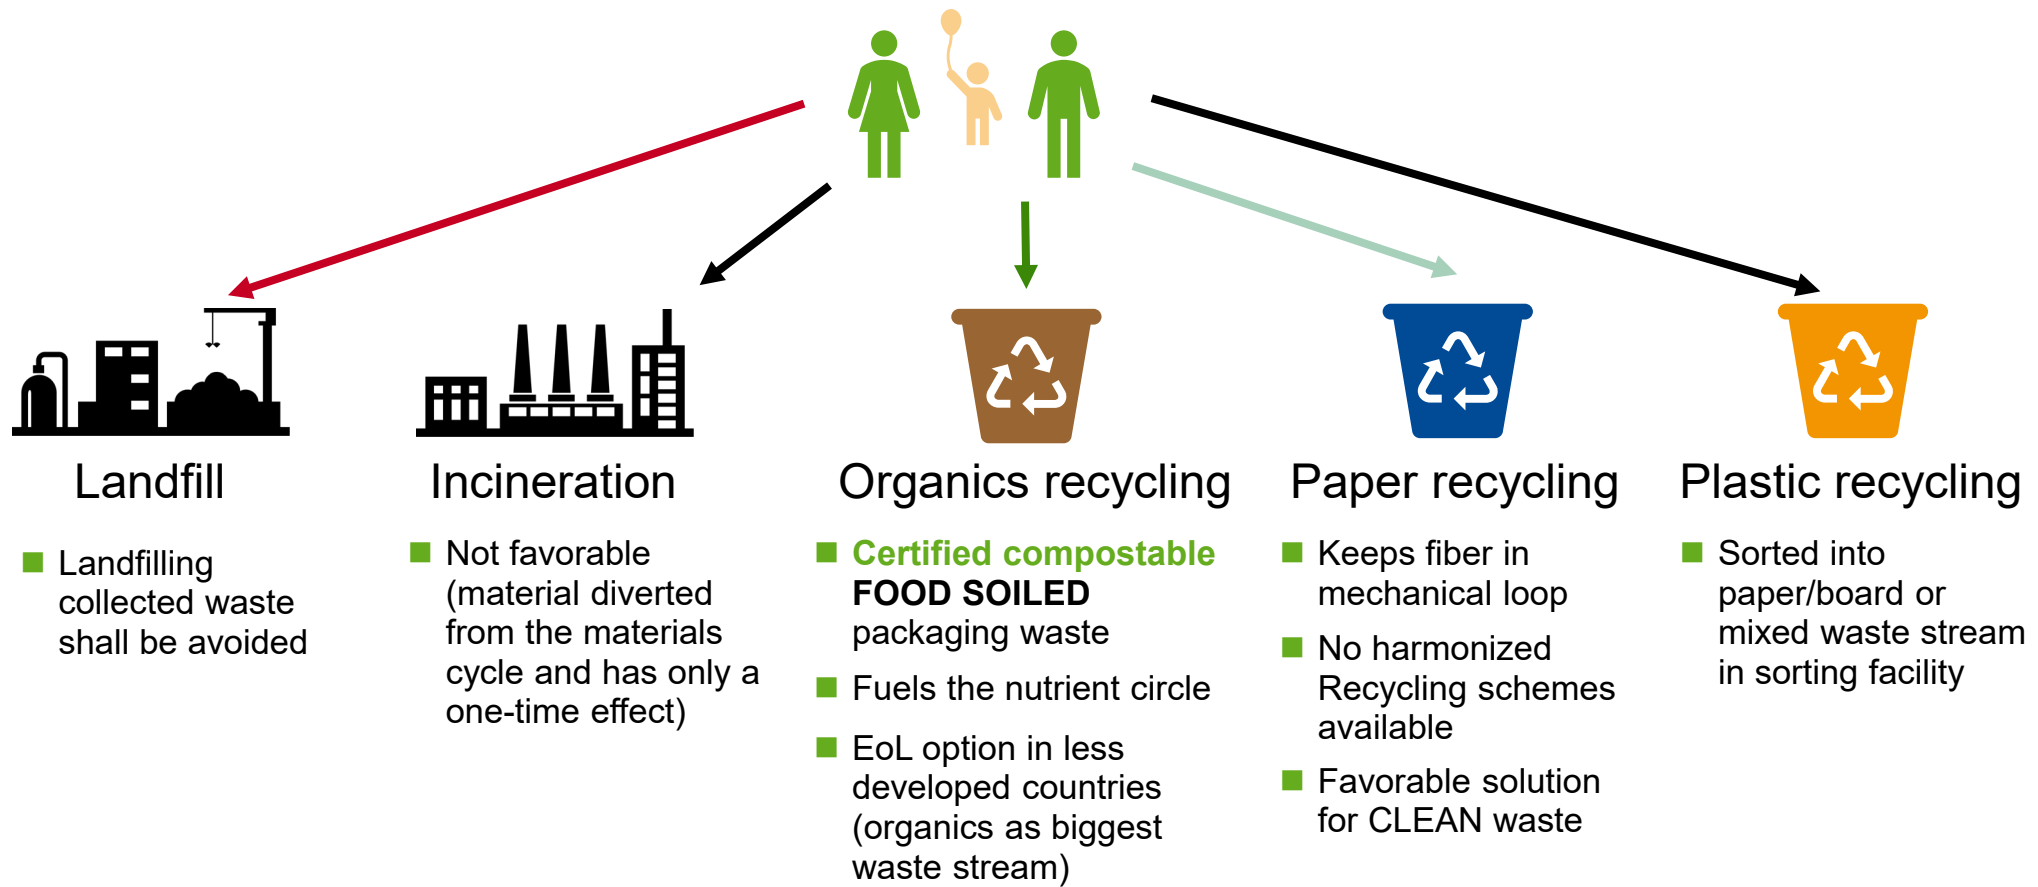 Landfill
Landfilling
collected waste
shall be avoided
Incineration
Not favorable
(material diverted
from the materials
cycle and has only a
one-time effect)
Organics recycling
Certified compostable
FOOD SOILED
packaging waste
Fuels the nutrient circle
EoL option in less
developed countries
(organics as biggest
waste stream)
Paper recycling
Keeps fiber in
mechanical loop
No harmonized
Recycling schemes
available
Favorable solution
for CLEAN waste
Plastic recycling
Sorted into
paper/board or
mixed waste stream
in sorting facility